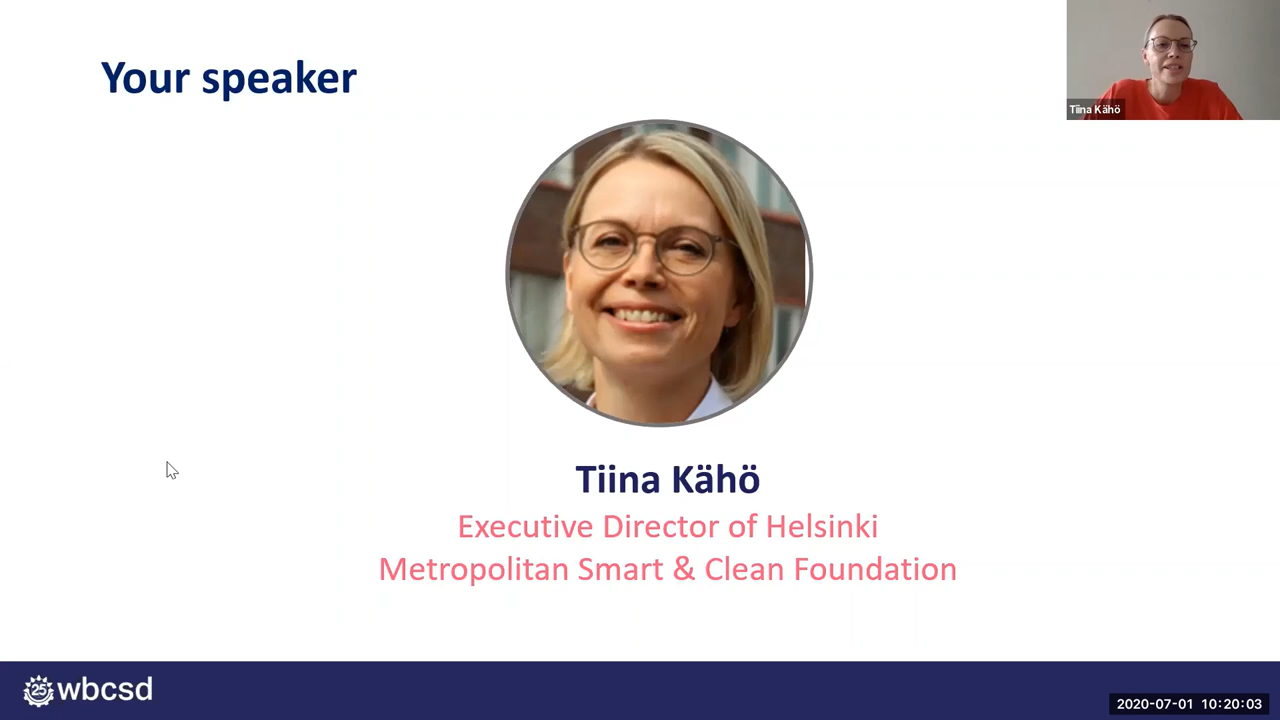 Your speaker
Tiina Kähö
Tiina Kähö
Executive Director of Helsinki
Metropolitan Smart & Clean Foundation
25 wbcsd
2020-07-01 10:20:03